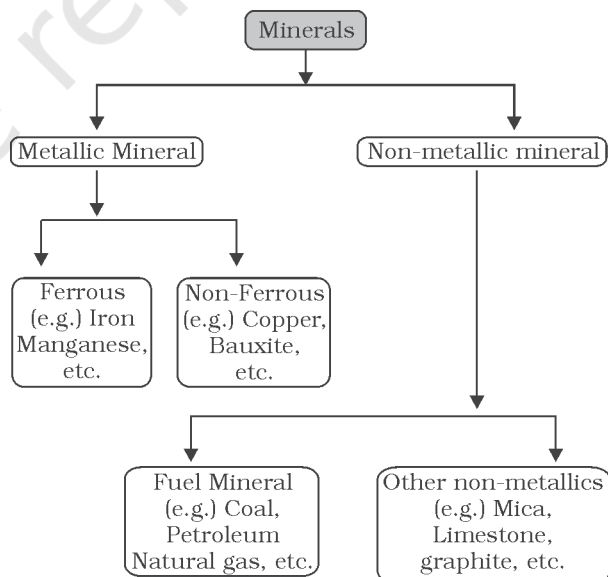 Minerals
Metallic Mineral
Non-metallic mineral
Ferrous
(e.g.) Iron
Manganese,
etc.
Non-Ferrous
(e.g.) Copper,
Bauxite,
etc.
Fuel Mineral
(e.g.) Coal,
Petroleum
Natural gas, etc.
Other non-metallics
(e.g.) Mica,
Limestone,
graphite, etc.